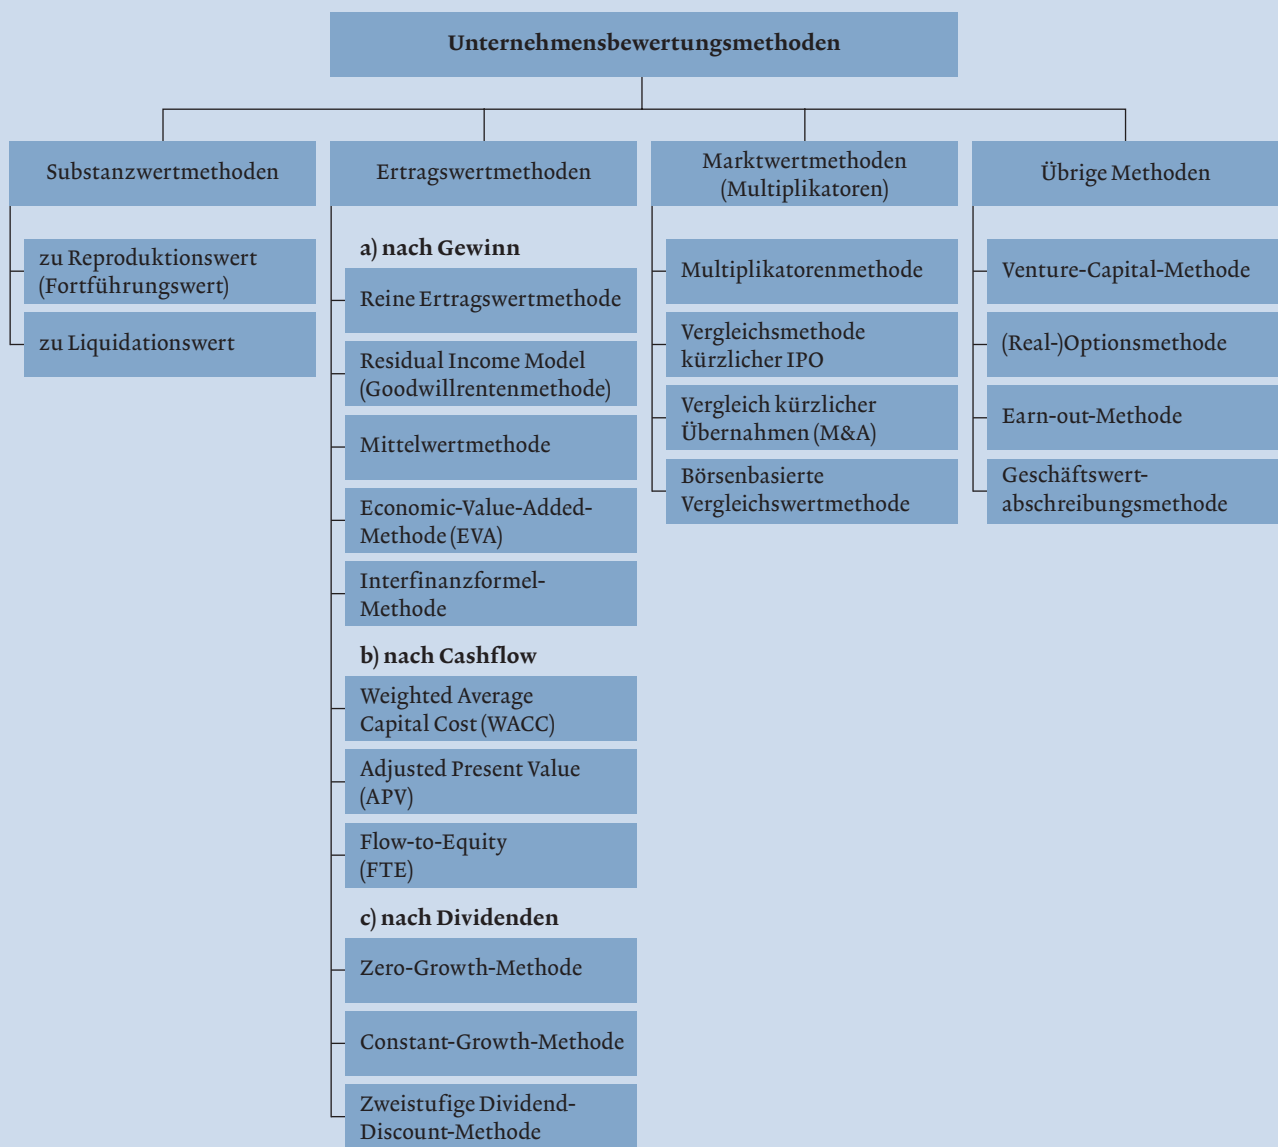 Unternehmensbewertungsmethoden
Substanzwertmethoden
zu Reproduktionswert
(Fortführungswert)
zu Liquidationswert
Ertragswertmethoden
a) nach Gewinn
Reine Ertragswertmethode
Residual Income Model
(Goodwillrentenmethode)
Mittelwertmethode
Economic-Value-Added-
Methode (EVA)
Interfinanzformel-
Methode
b) nach Cashflow
Weighted Average
Capital Cost (WACC)
Adjusted Present Value
(APV)
Flow-to-Equity
(FTE)
c) nach Dividenden
Zero-Growth-Methode
Constant-Growth-Methode
Zweistufige Dividend-
Discount-Methode
Marktwertmethoden
(Multiplikatoren)
Multiplikatorenmethode
Vergleichsmethode
kürzlicher IPO
Vergleich kürzlicher
Übernahmen (M&A)
Börsenbasierte
Vergleichswertmethode
Übrige Methoden
Venture-Capital-Methode
(Real-)Optionsmethode
Earn-out-Methode
Geschäftswert-
abschreibungsmethode